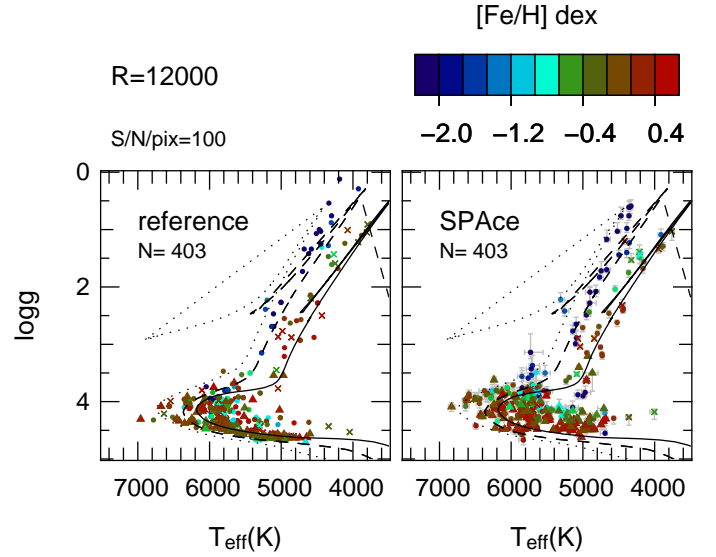 [Fe/H] dex
R=12000
−2.0 −1.2 −0.4 0.4
S/N/pix=100
reference
N= 403
SPAce
N= 403
0
2
4
logg
7000 6000 5000 4000
7000 6000 5000 4000
Teff(K)
Teff(K)